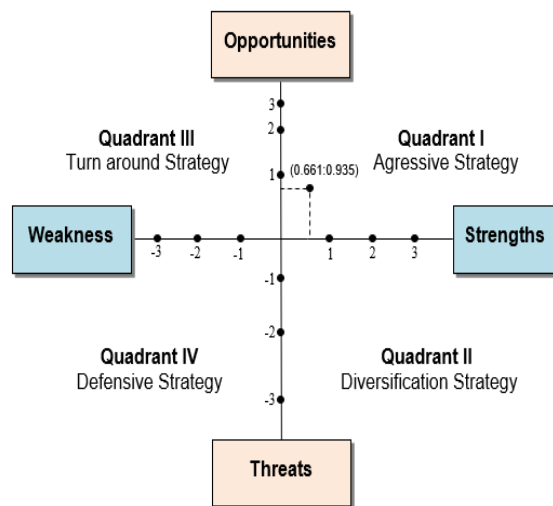 Opportunities
3
2
Quadrant III
Turn around Strategy
Quadrant I
Agressive Strategy
1
(0.661:0.935)
Weakness
Strengths
-3
-2
-1
1
2
3
-1
-2
Quadrant IV
Defensive Strategy
Quadrant II
Diversification Strategy
-3
Threats